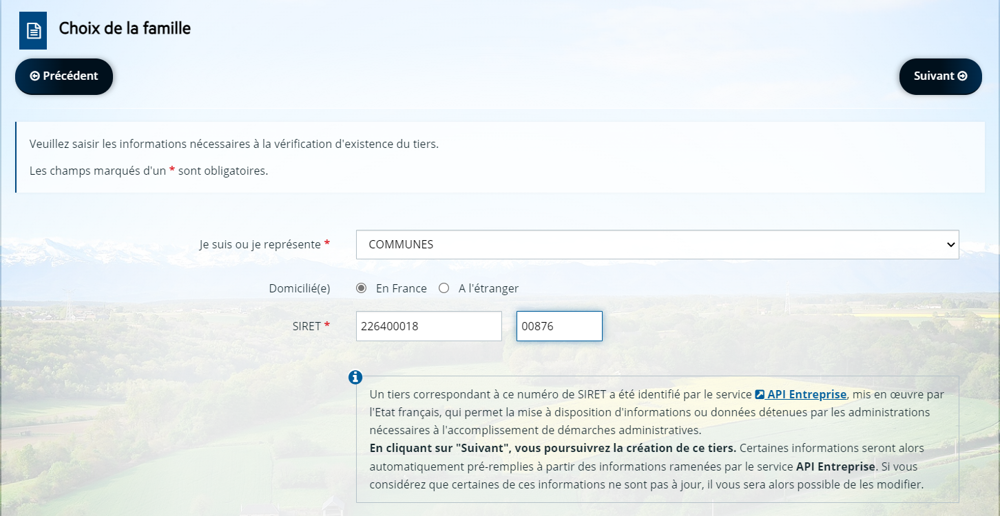 Choix de la famille
Précédent
Suivant
Veuillez saisir les informations nécessaires à la vérification d'existence du tiers.
Les champs marqués d'un * sont obligatoires.
Je suis ou je représente *
COMMUNES
Domicilié(e)
En France
A l'étranger
SIRET *
226400018
00876
Un tiers correspondant à ce numéro de SIRET a été identifié par le service API Entreprise, mis en œuvre par
l'Etat français, qui permet la mise à disposition d'informations ou données détenues par les administrations
nécessaires à l'accomplissement de démarches administratives.
En cliquant sur "Suivant", vous poursuivrez la création de ce tiers. Certaines informations seront alors
automatiquement pré-remplies à partir des informations ramenées par le service API Entreprise. Si vous
considérez que certaines de ces informations ne sont pas à jour, il vous sera alors possible de les modifier.